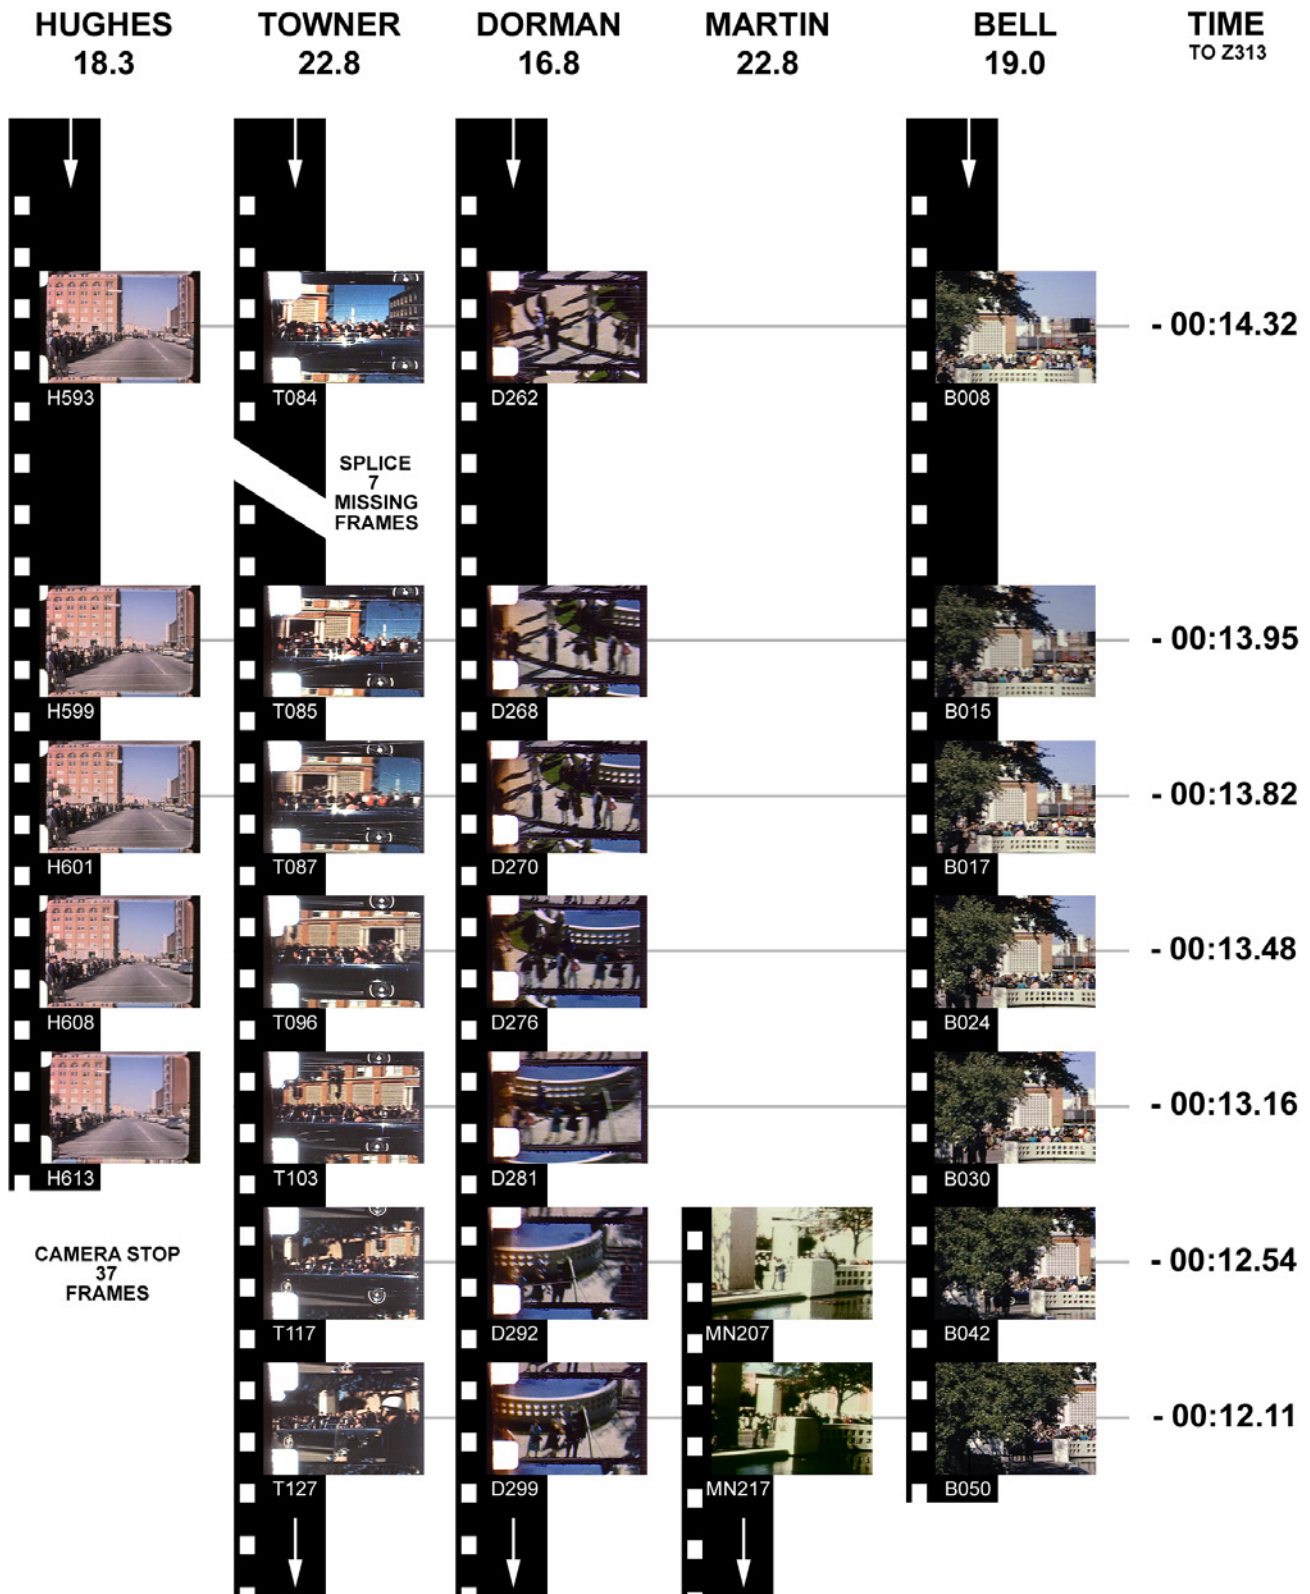 HUGHES TOWNER DORMAN MARTIN BELL TIME
18.3 22.8 16.8 22.8 19.0 TO Z313
- 00:14.32
H593 T084 D262 B008
SPLICE
7
MISSING
FRAMES
- 00:13.95
H599 T085 D268 B015
- 00:13.82
H601 T087 D270 B017
- 00:13.48
H608 T096 D276 B024
- 00:13.16
H613 T103 D281 B030
CAMERA STOP
37
FRAMES
- 00:12.54
T117 D292 MN207 B042
- 00:12.11
T127 D299 MN217 B050